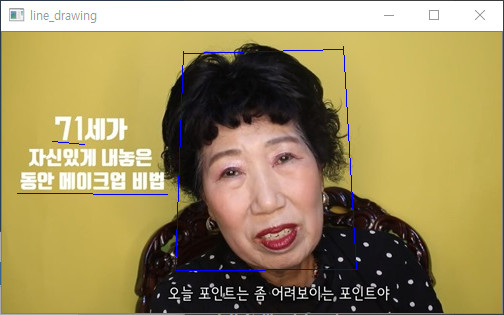 line_drawing
71세가
자신있게 내놓은
동안 메이크업 비법
오늘 포인트는 좀 어려보이는 포인트야